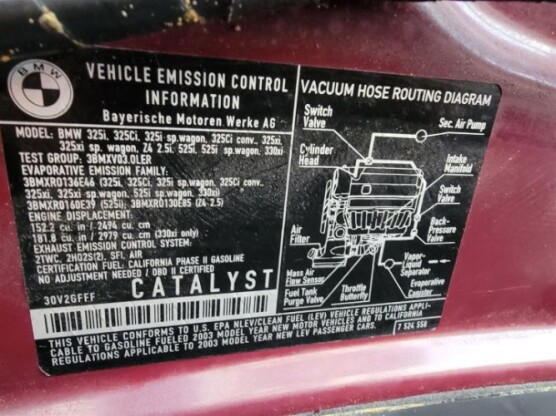 BMW
VEHICLE EMISSION CONTROL
INFORMATION
Bayerische Motoren Werke AG
MODEL: BMW 325i, 325Ci, 325i sp.wagon, 325Ci conv., 325xi,
325xi sp.wagon, Z4 2.5i, 525i, 525i sp.wagon, 330xi
TEST GROUP: 3BMXV03.0LER
EVAPORATIVE EMISSION FAMILY:
3BMXR0136E46 (325i, 325Ci, 325i sp.wagon, 325Ci conv.,
325xi, 325xi sp.wagon, 525i sp.wagon, 330xi)
3BMXR0160E39 (525i); 3BMXR0130E85 (Z4 2.5)
ENGINE DISPLACEMENT:
152.2 cu in / 2494 cu. cm
181.8 cu in / 2979 cu. cm (330xi only)
EXHAUST EMISSION CONTROL SYSTEM:
2TWC, 2HO2S(2), SFI, AIR
CERTIFICATION FUEL: CALIFORNIA PHASE II GASOLINE
NO ADJUSTMENT NEEDED / OBD II CERTIFIED
CATALYST
30V2GFFF
THIS VEHICLE CONFORMS TO U.S. EPA NLEV/CLEAN FUEL (LEV) VEHICLE REGULATIONS APPLI-
CABLE TO GASOLINE FUELED 2003 MODEL YEAR NEW MOTOR VEHICLES AND TO CALIFORNIA
REGULATIONS APPLICABLE TO 2003 MODEL YEAR NEW LEV PASSENGER CARS.
7 524 558
VACUUM HOSE ROUTING DIAGRAM
Switch
Valve
Sec. Air Pump
Cylinder
Head
Intake
Manifold
Switch
Valve
Back-
Pressure
Valve
Air
Filter
Vapor-
Liquid
Separator
Mass Air
Flow Sensor
Fuel Tank
Purge Valve
Throttle
Butterfly
Evaporative
Canister